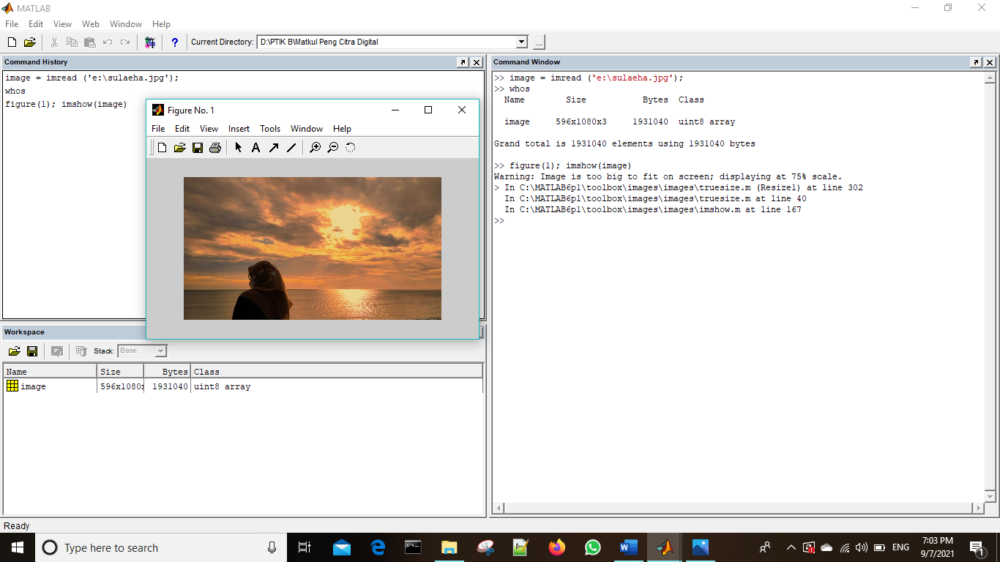 MATLAB
File Edit View Web Window Help
Current Directory: D:\PTIK B\Matkul Peng Citra Digital ...
Command History
image = imread ('e:\sulaeha.jpg');
whos
figure(1); imshow(image)
Figure No. 1
File Edit View Insert Tools Window Help
A
Workspace
Stack: Base
Name Size Bytes Class
image 596x1080x 1931040 uint8 array
Command Window
>> image = imread ('e:\sulaeha.jpg');
>> whos
Name Size Bytes Class
image 596x1080x3 1931040 uint8 array
Grand total is 1931040 elements using 1931040 bytes
>> figure(1); imshow(image)
Warning: Image is too big to fit on screen; displaying at 75% scale.
> In C:\MATLAB6p1\toolbox\images\images\truesize.m (Resize1) at line 302
In C:\MATLAB6p1\toolbox\images\images\truesize.m at line 40
In C:\MATLAB6p1\toolbox\images\images\imshow.m at line 167
>>
Ready
Type here to search
ENG
7:03 PM
9/7/2021
1